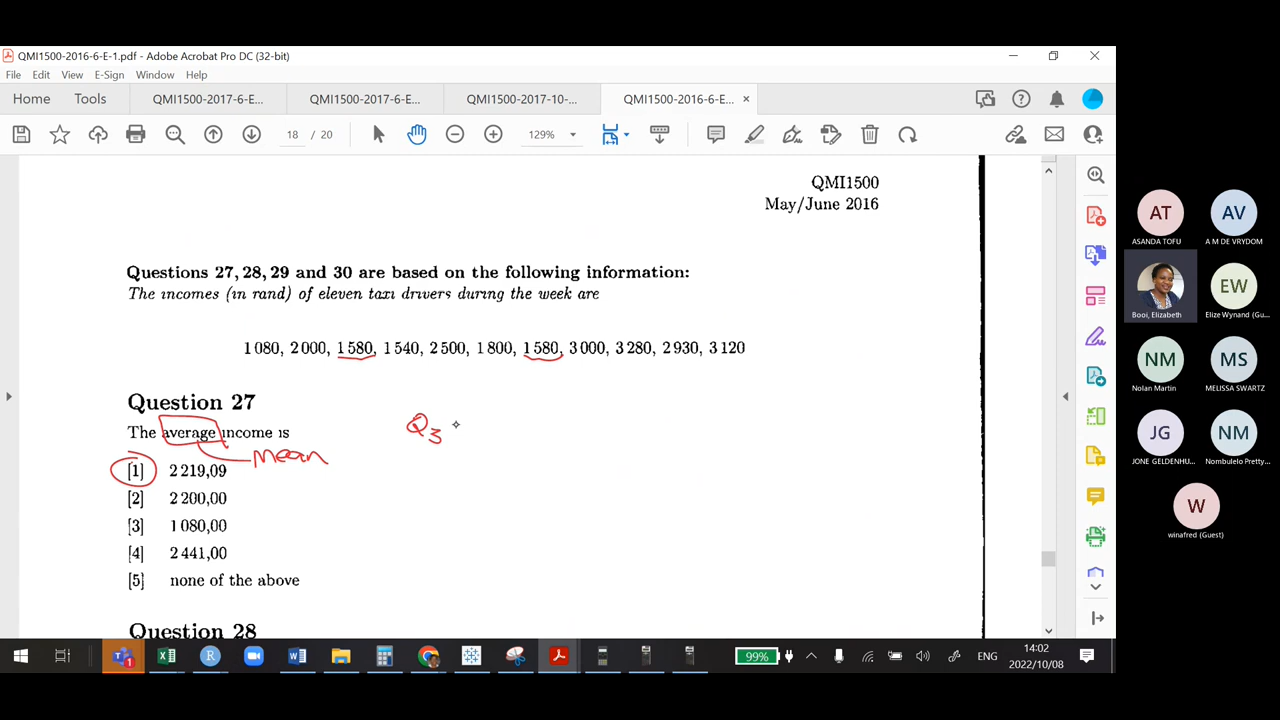 QMI1500-2016-6-E-1.pdf - Adobe Acrobat Pro DC (32-bit)
File Edit View E-Sign Window Help
Home Tools QMI1500-2017-6-E... QMI1500-2017-6-E... QMI1500-2017-10-... QMI1500-2016-6-E... ×
18 / 20 129%
QMI1500
May/June 2016
Questions 27, 28, 29 and 30 are based on the following information:
The incomes (in rand) of eleven taxi drivers during the week are
1 080, 2 000, 1 580, 1 540, 2 500, 1 800, 1 580, 3 000, 3 280, 2 930, 3 120
Question 27
The average income is
Q3
Mean
[1] 2 219,09
[2] 2 200,00
[3] 1 080,00
[4] 2 441,00
[5] none of the above
Question 28
AT AV
ASANDA TOFU A M DE VRYDOM
EW
Booi, Elizabeth Elize Wynand (Gu...
NM MS
Nolan Martin MELISSA SWARTZ
JG NM
JONE GELDENHU... Nombulelo Pretty...
W
winafred (Guest)
99% ENG 14:02
2022/10/08